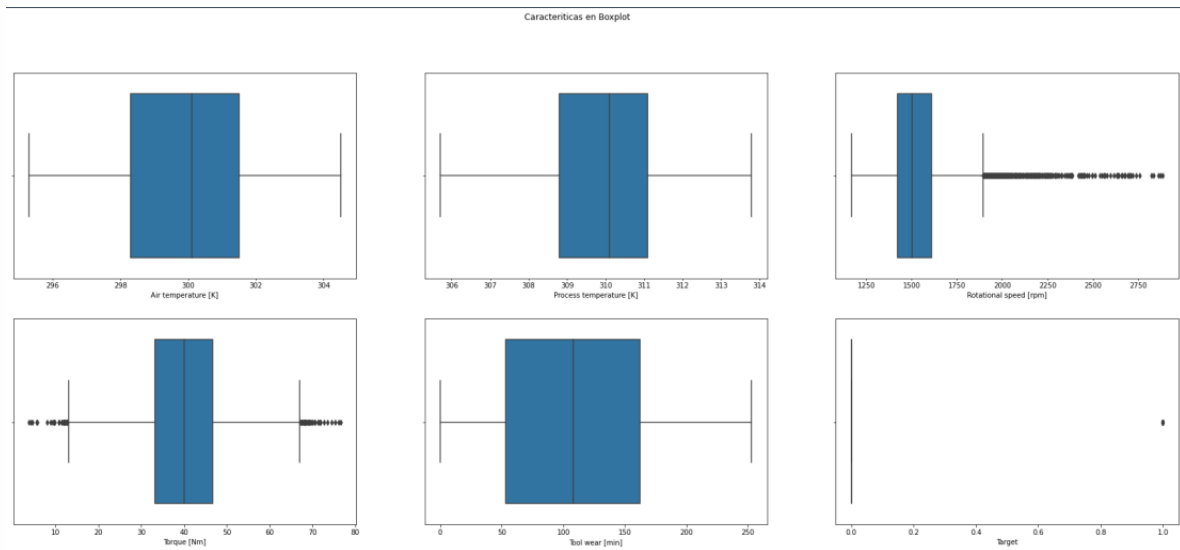 Caracteriticas en Boxplot
296 298 300 302 304
Air temperature [K]
306 307 308 309 310 311 312 313 314
Process temperature [K]
1250 1500 1750 2000 2250 2500 2750
Rotational speed [rpm]
10 20 30 40 50 60 70 80
Torque [Nm]
0 50 100 150 200 250
Tool wear [min]
0.0 0.2 0.4 0.6 0.8 1.0
Target